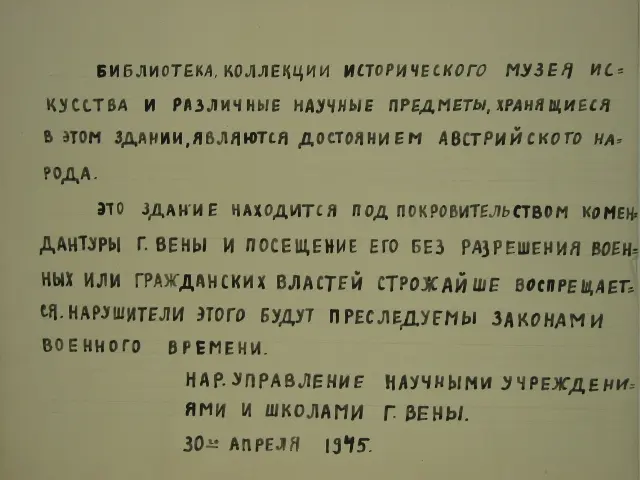 БИБЛИОТЕКА, КОЛЛЕКЦИИ ИСТОРИЧЕСКОГО МУЗЕЯ ИС=
КУССТВА И РАЗЛИЧНЫЕ НАУЧНЫЕ ПРЕДМЕТЫ, ХРАНЯЩИЕСЯ
В ЭТОМ ЗДАНИИ, ЯВЛЯЮТСЯ ДОСТОЯНИЕМ АВСТРИЙСКОГО НА=
РОДА.
ЭТО ЗДАНИЕ НАХОДИТСЯ ПОД ПОКРОВИТЕЛЬСТВОМ КОМЕН=
ДАНТУРЫ Г. ВЕНЫ И ПОСЕЩЕНИЕ ЕГО БЕЗ РАЗРЕШЕНИЯ ВОЕН=
НЫХ ИЛИ ГРАЖДАНСКИХ ВЛАСТЕЙ СТРОЖАЙШЕ ВОСПРЕЩАЕТ=
СЯ. НАРУШИТЕЛИ ЭТОГО БУДУТ ПРЕСЛЕДУЕМЫ ЗАКОНАМИ
ВОЕННОГО ВРЕМЕНИ.
НАР. УПРАВЛЕНИЕ НАУЧНЫМИ УЧРЕЖДЕНИ=
ЯМИ И ШКОЛАМИ Г. ВЕНЫ.
30го АПРЕЛЯ 1945.